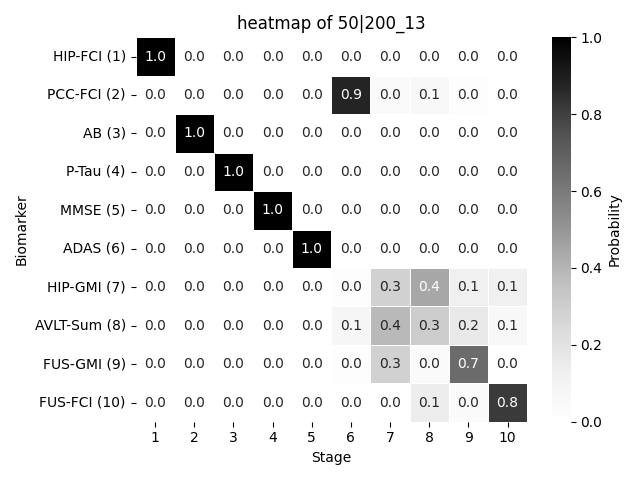 heatmap of 50|200_13
HIP-FCI (1) 1.0 0.0 0.0 0.0 0.0 0.0 0.0 0.0 0.0 0.0
PCC-FCI (2) 0.0 0.0 0.0 0.0 0.0 0.9 0.0 0.1 0.0 0.0
AB (3) 0.0 1.0 0.0 0.0 0.0 0.0 0.0 0.0 0.0 0.0
P-Tau (4) 0.0 0.0 1.0 0.0 0.0 0.0 0.0 0.0 0.0 0.0
MMSE (5) 0.0 0.0 0.0 1.0 0.0 0.0 0.0 0.0 0.0 0.0
ADAS (6) 0.0 0.0 0.0 0.0 1.0 0.0 0.0 0.0 0.0 0.0
HIP-GMI (7) 0.0 0.0 0.0 0.0 0.0 0.0 0.3 0.4 0.1 0.1
AVLT-Sum (8) 0.0 0.0 0.0 0.0 0.0 0.1 0.4 0.3 0.2 0.1
FUS-GMI (9) 0.0 0.0 0.0 0.0 0.0 0.0 0.3 0.0 0.7 0.0
FUS-FCI (10) 0.0 0.0 0.0 0.0 0.0 0.0 0.0 0.1 0.0 0.8
1 2 3 4 5 6 7 8 9 10
Stage
Biomarker
1.0
0.8
0.6
0.4
0.2
0.0
Probability